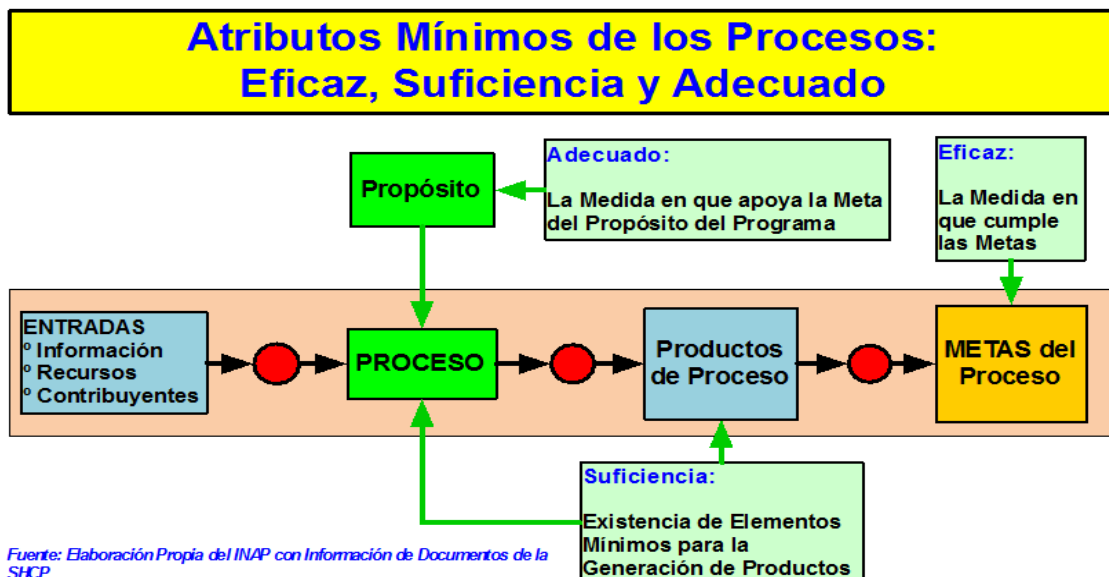 Atributos Mínimos de los Procesos:
Eficaz, Suficiencia y Adecuado
Propósito
Adecuado:
La Medida en que apoya la Meta
del Propósito del Programa
Eficaz:
La Medida en
que cumple
las Metas
ENTRADAS
º Información
º Recursos
º Contribuyentes
PROCESO
Productos
de Proceso
METAS del
Proceso
Suficiencia:
Existencia de Elementos
Mínimos para la
Generación de Productos
Fuente: Elaboración Propia del INAP con Información de Documentos de la
SHCP